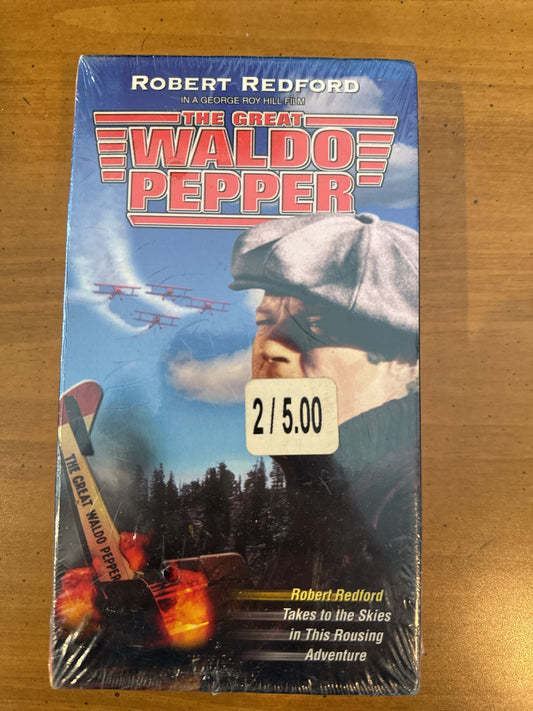 ROBERT REDFORD
IN A GEORGE ROY HILL FILM
THE GREAT
WALDO
PEPPER
2 / 5.00
THE GREAT WALDO PEPPER
Robert Redford
Takes to the Skies
in This Rousing
Adventure